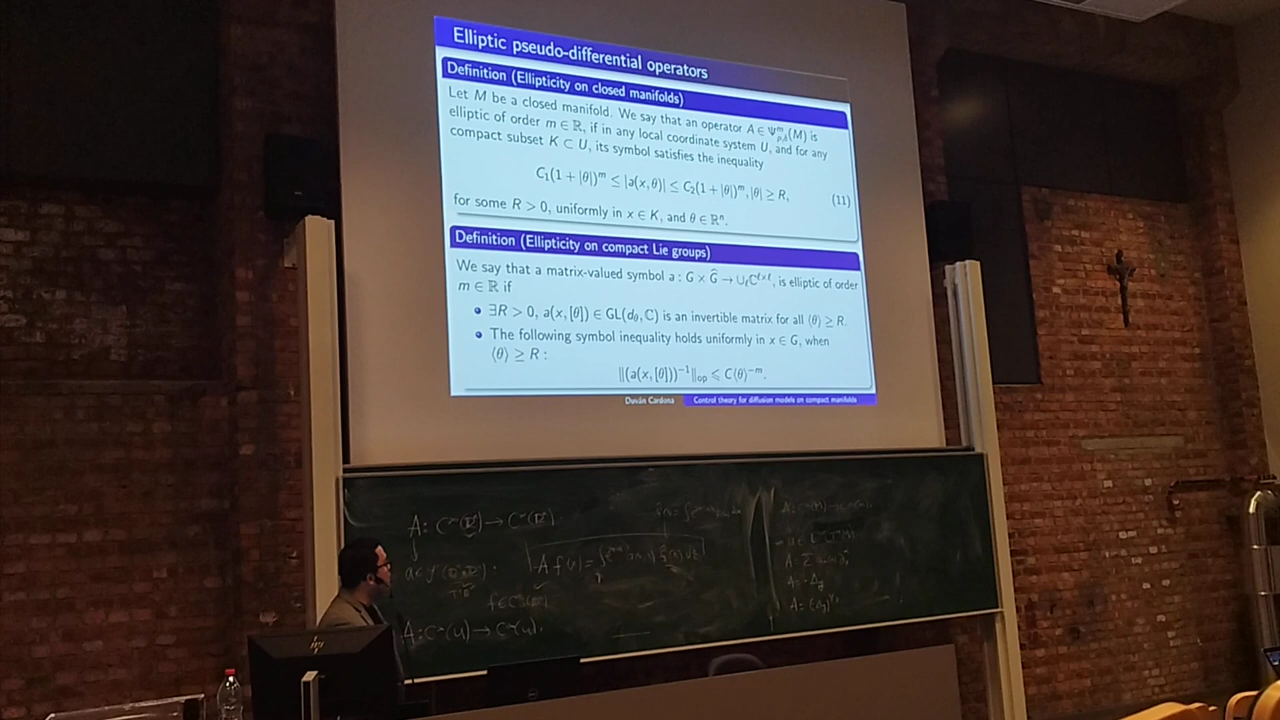 Elliptic pseudo-differential operators
Definition (Ellipticity on closed manifolds)
Let M be a closed manifold. We say that an operator A ∈ Ψ^m_{ρ,δ}(M) is
elliptic of order m ∈ ℝ, if in any local coordinate system U, and for any
compact subset K ⊂ U, its symbol satisfies the inequality
C₁(1 + |θ|)^m ≤ |a(x, θ)| ≤ C₂(1 + |θ|)^m, |θ| ≥ R, (11)
for some R > 0, uniformly in x ∈ K, and θ ∈ ℝⁿ.
Definition (Ellipticity on compact Lie groups)
We say that a matrix-valued symbol a : G × Ĝ → ∪_ℓ ℂ^{ℓ×ℓ}, is elliptic of order
m ∈ ℝ if
• ∃R > 0, a(x, [θ]) ∈ GL(d_θ, ℂ) is an invertible matrix for all ⟨θ⟩ ≥ R.
• The following symbol inequality holds uniformly in x ∈ G, when
⟨θ⟩ ≥ R :
‖(a(x, [θ]))^{-1}‖_{op} ⩽ C⟨θ⟩^{-m}.
Duván Cardona Control theory for diffusion models on compact manifolds
A: C^∞( ) → C^∞( ).
A f(x) =
A: C^∞(U) → C^∞(U).
A = -Δ_g
hp